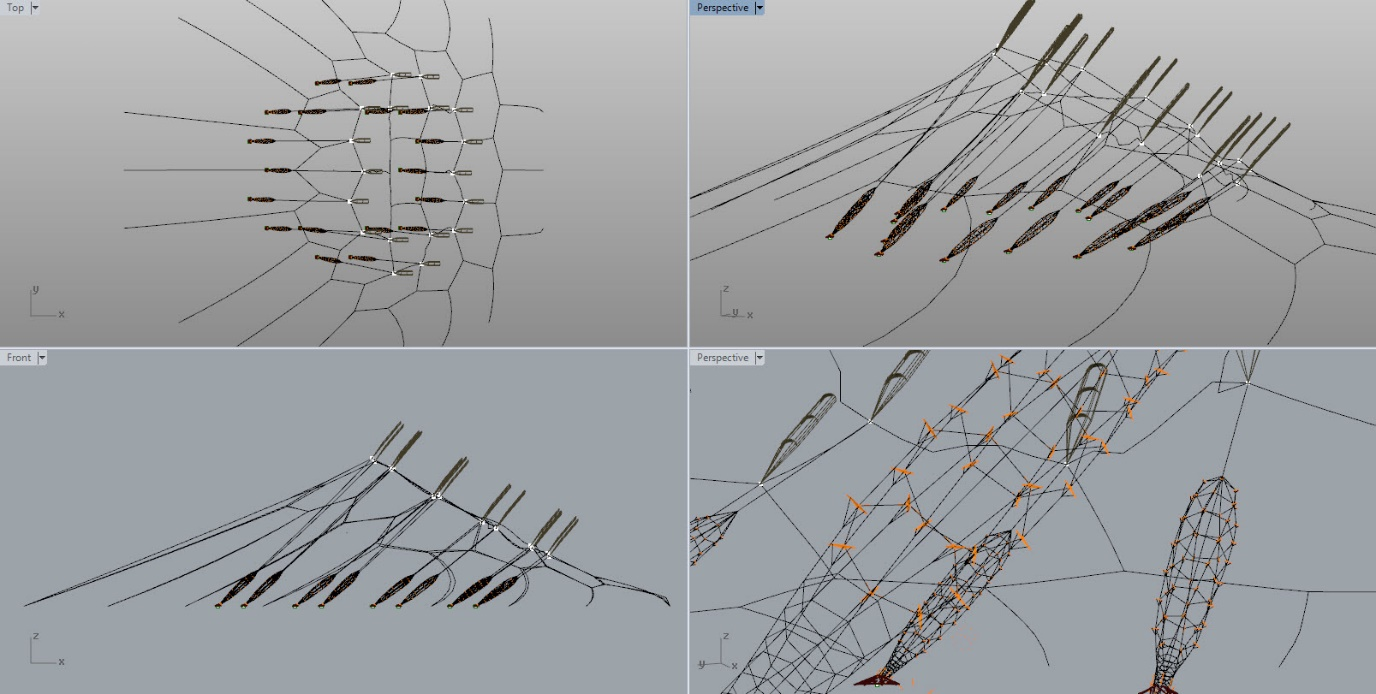 Top
Perspective
y
x
z
y
x
Front
Perspective
z
x
z
y
x